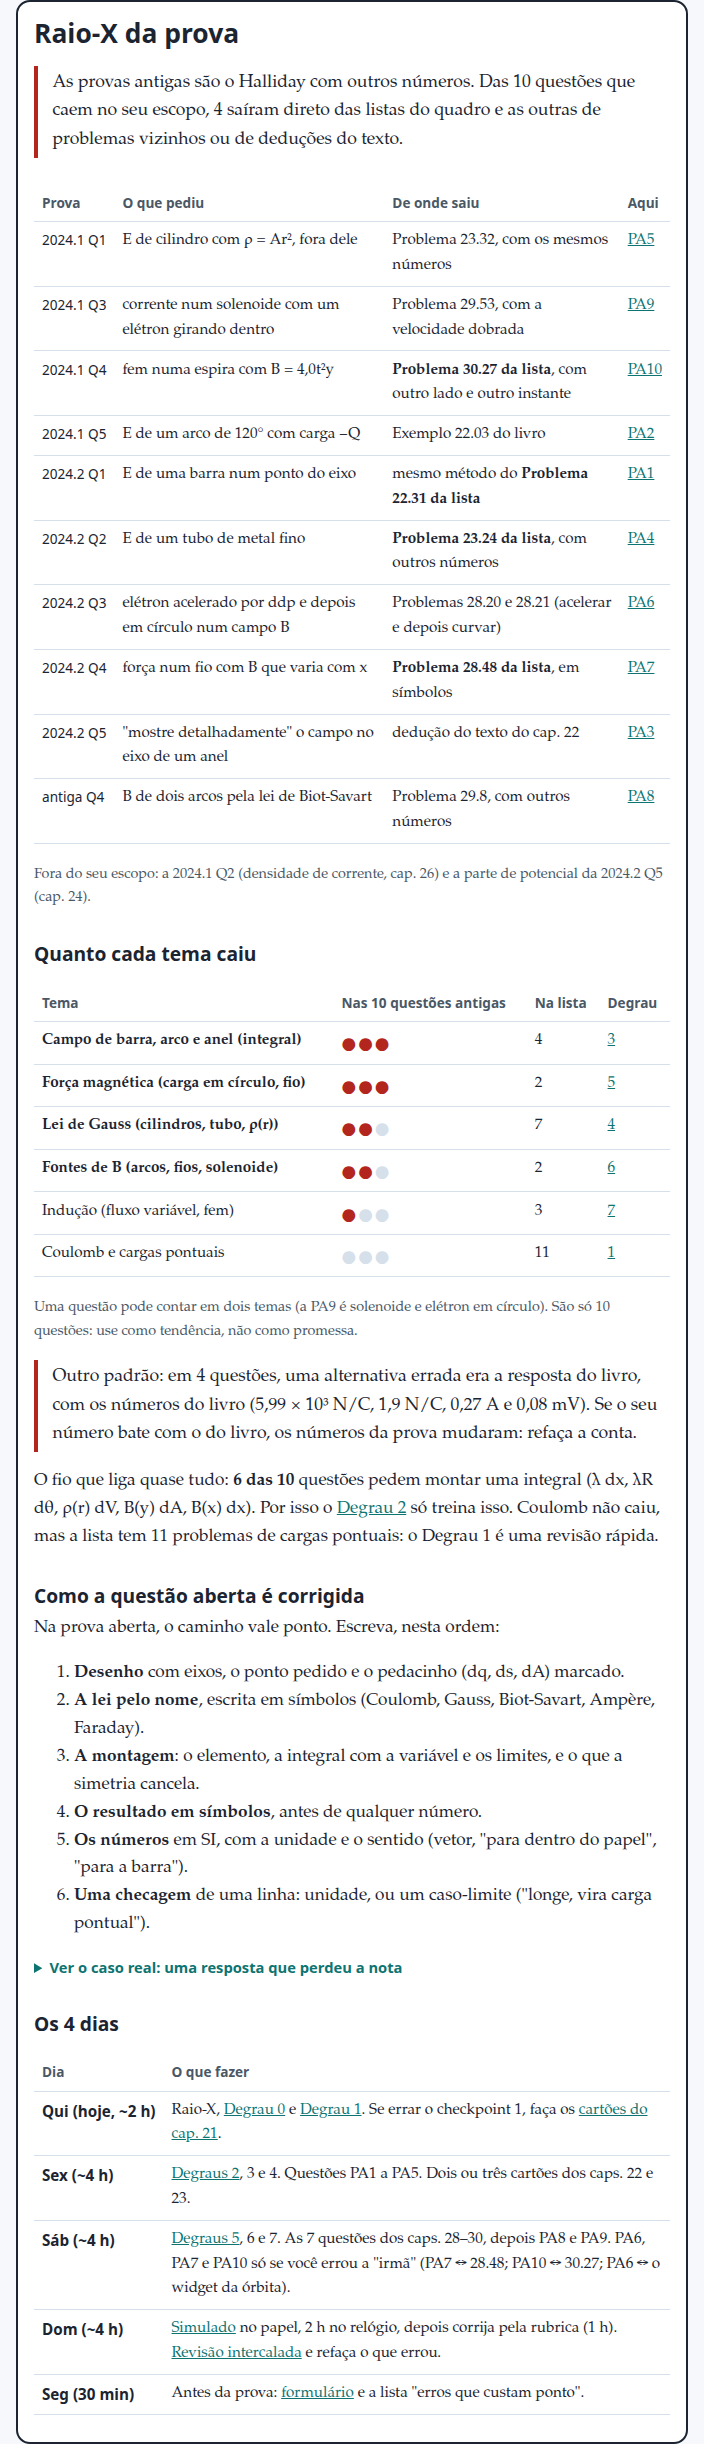 Raio-X da prova
As provas antigas são o Halliday com outros números. Das 10 questões que
caem no seu escopo, 4 saíram direto das listas do quadro e as outras de
problemas vizinhos ou de deduções do texto.
Prova O que pediu De onde saiu Aqui
2024.1 Q1 E de cilindro com ρ = Ar², fora dele Problema 23.32, com os mesmos
números PA5
2024.1 Q3 corrente num solenoide com um
elétron girando dentro Problema 29.53, com a
velocidade dobrada PA9
2024.1 Q4 fem numa espira com B = 4,0t²y Problema 30.27 da lista, com
outro lado e outro instante PA10
2024.1 Q5 E de um arco de 120° com carga −Q Exemplo 22.03 do livro PA2
2024.2 Q1 E de uma barra num ponto do eixo mesmo método do Problema
22.31 da lista PA1
2024.2 Q2 E de um tubo de metal fino Problema 23.24 da lista, com
outros números PA4
2024.2 Q3 elétron acelerado por ddp e depois
em círculo num campo B Problemas 28.20 e 28.21 (acelerar
e depois curvar) PA6
2024.2 Q4 força num fio com B que varia com x Problema 28.48 da lista, em
símbolos PA7
2024.2 Q5 "mostre detalhadamente" o campo no
eixo de um anel dedução do texto do cap. 22 PA3
antiga Q4 B de dois arcos pela lei de Biot-Savart Problema 29.8, com outros
números PA8
Fora do seu escopo: a 2024.1 Q2 (densidade de corrente, cap. 26) e a parte de potencial da 2024.2 Q5
(cap. 24).
Quanto cada tema caiu
Tema Nas 10 questões antigas Na lista Degrau
Campo de barra, arco e anel (integral) 4 3
Força magnética (carga em círculo, fio) 2 5
Lei de Gauss (cilindros, tubo, ρ(r)) 7 4
Fontes de B (arcos, fios, solenoide) 2 6
Indução (fluxo variável, fem) 3 7
Coulomb e cargas pontuais 11 1
Uma questão pode contar em dois temas (a PA9 é solenoide e elétron em círculo). São só 10
questões: use como tendência, não como promessa.
Outro padrão: em 4 questões, uma alternativa errada era a resposta do livro,
com os números do livro (5,99 × 10³ N/C, 1,9 N/C, 0,27 A e 0,08 mV). Se o seu
número bate com o do livro, os números da prova mudaram: refaça a conta.
O fio que liga quase tudo: 6 das 10 questões pedem montar uma integral (λ dx, λR
dθ, ρ(r) dV, B(y) dA, B(x) dx). Por isso o Degrau 2 só treina isso. Coulomb não caiu,
mas a lista tem 11 problemas de cargas pontuais: o Degrau 1 é uma revisão rápida.
Como a questão aberta é corrigida
Na prova aberta, o caminho vale ponto. Escreva, nesta ordem:
1. Desenho com eixos, o ponto pedido e o pedacinho (dq, ds, dA) marcado.
2. A lei pelo nome, escrita em símbolos (Coulomb, Gauss, Biot-Savart, Ampère,
Faraday).
3. A montagem: o elemento, a integral com a variável e os limites, e o que a
simetria cancela.
4. O resultado em símbolos, antes de qualquer número.
5. Os números em SI, com a unidade e o sentido (vetor, "para dentro do papel",
"para a barra").
6. Uma checagem de uma linha: unidade, ou um caso-limite ("longe, vira carga
pontual").
▶ Ver o caso real: uma resposta que perdeu a nota
Os 4 dias
Dia O que fazer
Qui (hoje, ~2 h) Raio-X, Degrau 0 e Degrau 1. Se errar o checkpoint 1, faça os cartões do
cap. 21.
Sex (~4 h) Degraus 2, 3 e 4. Questões PA1 a PA5. Dois ou três cartões dos caps. 22 e
23.
Sáb (~4 h) Degraus 5, 6 e 7. As 7 questões dos caps. 28–30, depois PA8 e PA9. PA6,
PA7 e PA10 só se você errou a "irmã" (PA7 ↔ 28.48; PA10 ↔ 30.27; PA6 ↔ o
widget da órbita).
Dom (~4 h) Simulado no papel, 2 h no relógio, depois corrija pela rubrica (1 h).
Revisão intercalada e refaça o que errou.
Seg (30 min) Antes da prova: formulário e a lista "erros que custam ponto".